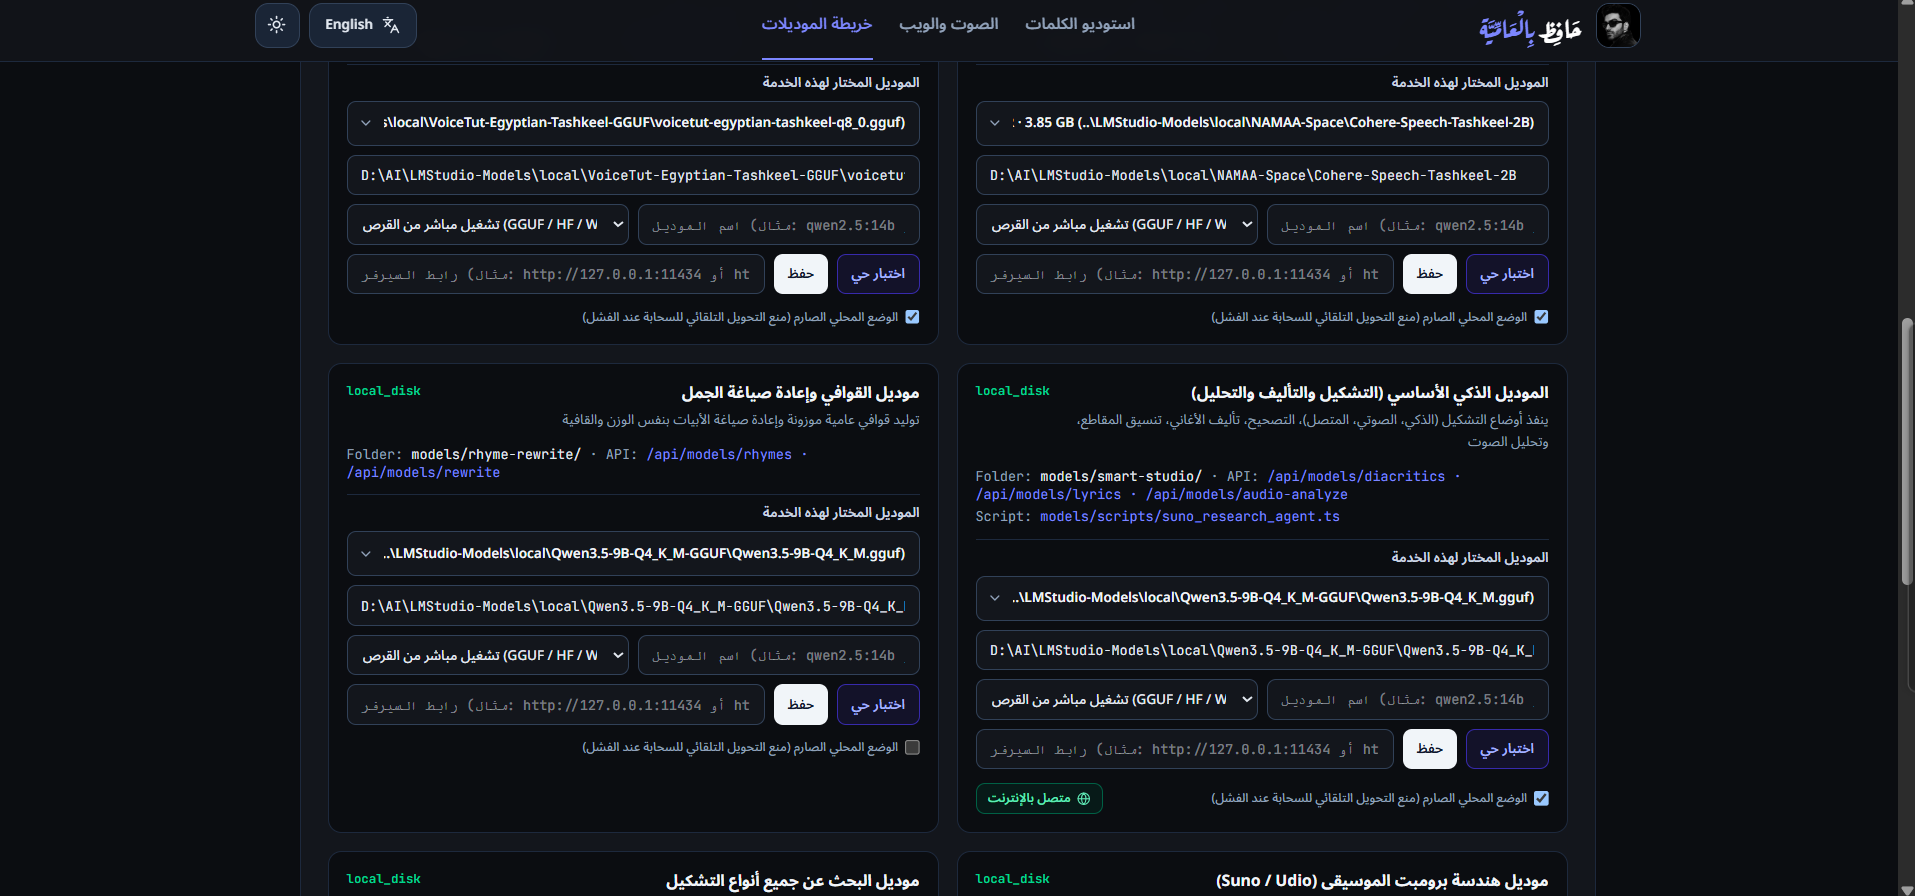 حَافِظ بِالْعَامِيَّة
استوديو الكلمات
الصوت والويب
خريطة الموديلات
English
الموديل المختار لهذه الخدمة
· 3.85 GB (..\LMStudio-Models\local\NAMAA-Space\Cohere-Speech-Tashkeel-2B)
D:\AI\LMStudio-Models\local\NAMAA-Space\Cohere-Speech-Tashkeel-2B
تشغيل مباشر من القرص (GGUF / HF / W
اسم الموديل (مثال: qwen2.5:14b
رابط السيرفر (مثال: http://127.0.0.1:11434 أو ht
حفظ
اختبار حي
الوضع المحلي الصارم (منع التحويل التلقائي للسحابة عند الفشل)
الموديل المختار لهذه الخدمة
s\local\VoiceTut-Egyptian-Tashkeel-GGUF\voicetut-egyptian-tashkeel-q8_0.gguf)
D:\AI\LMStudio-Models\local\VoiceTut-Egyptian-Tashkeel-GGUF\voicetu
تشغيل مباشر من القرص (GGUF / HF / W
اسم الموديل (مثال: qwen2.5:14b
رابط السيرفر (مثال: http://127.0.0.1:11434 أو ht
حفظ
اختبار حي
الوضع المحلي الصارم (منع التحويل التلقائي للسحابة عند الفشل)
الموديل الذكي الأساسي (التشكيل والتأليف والتحليل)
local_disk
ينفذ أوضاع التشكيل (الذكي، الصوتي، المتصل)، التصحيح، تأليف الأغاني، تنسيق المقاطع،
وتحليل الصوت
Folder: models/smart-studio/ · API: /api/models/diacritics ·
/api/models/lyrics · /api/models/audio-analyze
Script: models/scripts/suno_research_agent.ts
الموديل المختار لهذه الخدمة
..\LMStudio-Models\local\Qwen3.5-9B-Q4_K_M-GGUF\Qwen3.5-9B-Q4_K_M.gguf)
D:\AI\LMStudio-Models\local\Qwen3.5-9B-Q4_K_M-GGUF\Qwen3.5-9B-Q4_K_
تشغيل مباشر من القرص (GGUF / HF / W
اسم الموديل (مثال: qwen2.5:14b
رابط السيرفر (مثال: http://127.0.0.1:11434 أو ht
حفظ
اختبار حي
الوضع المحلي الصارم (منع التحويل التلقائي للسحابة عند الفشل)
متصل بالإنترنت
موديل القوافي وإعادة صياغة الجمل
local_disk
توليد قوافي عامية موزونة وإعادة صياغة الأبيات بنفس الوزن والقافية
Folder: models/rhyme-rewrite/ · API: /api/models/rhymes ·
/api/models/rewrite
الموديل المختار لهذه الخدمة
..\LMStudio-Models\local\Qwen3.5-9B-Q4_K_M-GGUF\Qwen3.5-9B-Q4_K_M.gguf)
D:\AI\LMStudio-Models\local\Qwen3.5-9B-Q4_K_M-GGUF\Qwen3.5-9B-Q4_K_
تشغيل مباشر من القرص (GGUF / HF / W
اسم الموديل (مثال: qwen2.5:14b
رابط السيرفر (مثال: http://127.0.0.1:11434 أو ht
حفظ
اختبار حي
الوضع المحلي الصارم (منع التحويل التلقائي للسحابة عند الفشل)
موديل هندسة برومبت الموسيقى (Suno / Udio)
local_disk
موديل البحث عن جميع أنواع التشكيل
local_disk